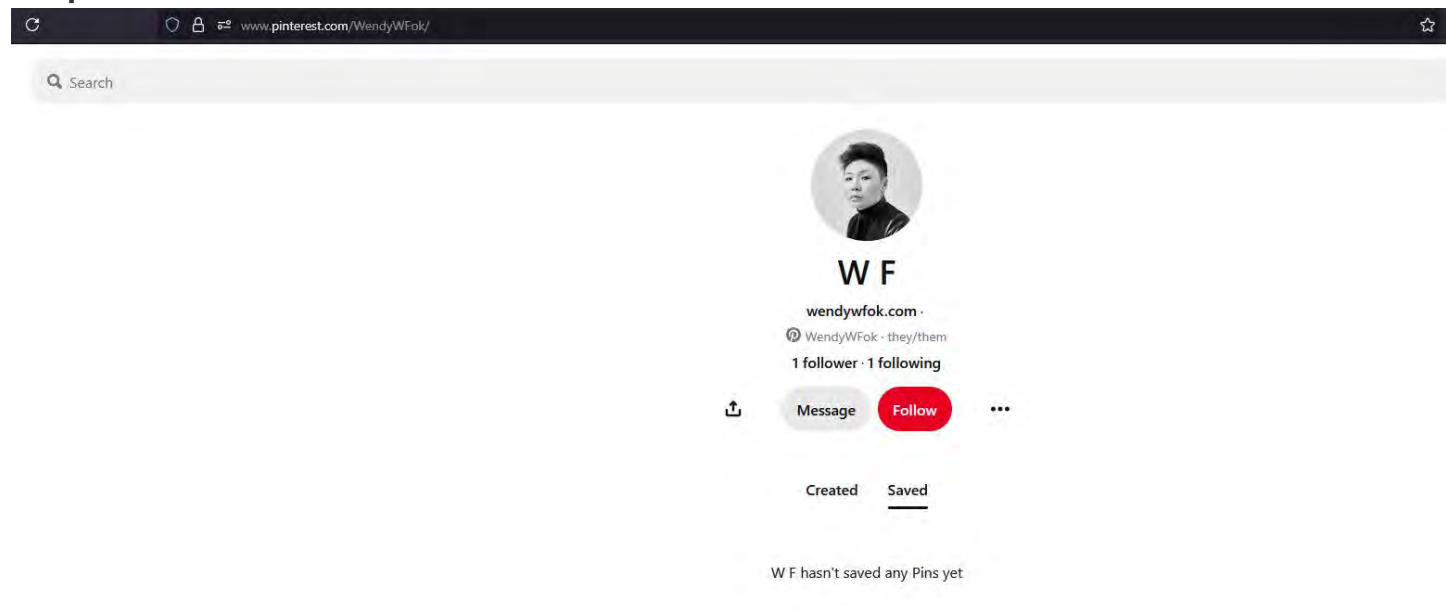 www.pinterest.com/WendyWFok/
Search
W F
wendywfok.com ·
WendyWFok · they/them
1 follower · 1 following
Message Follow
Created Saved
W F hasn't saved any Pins yet